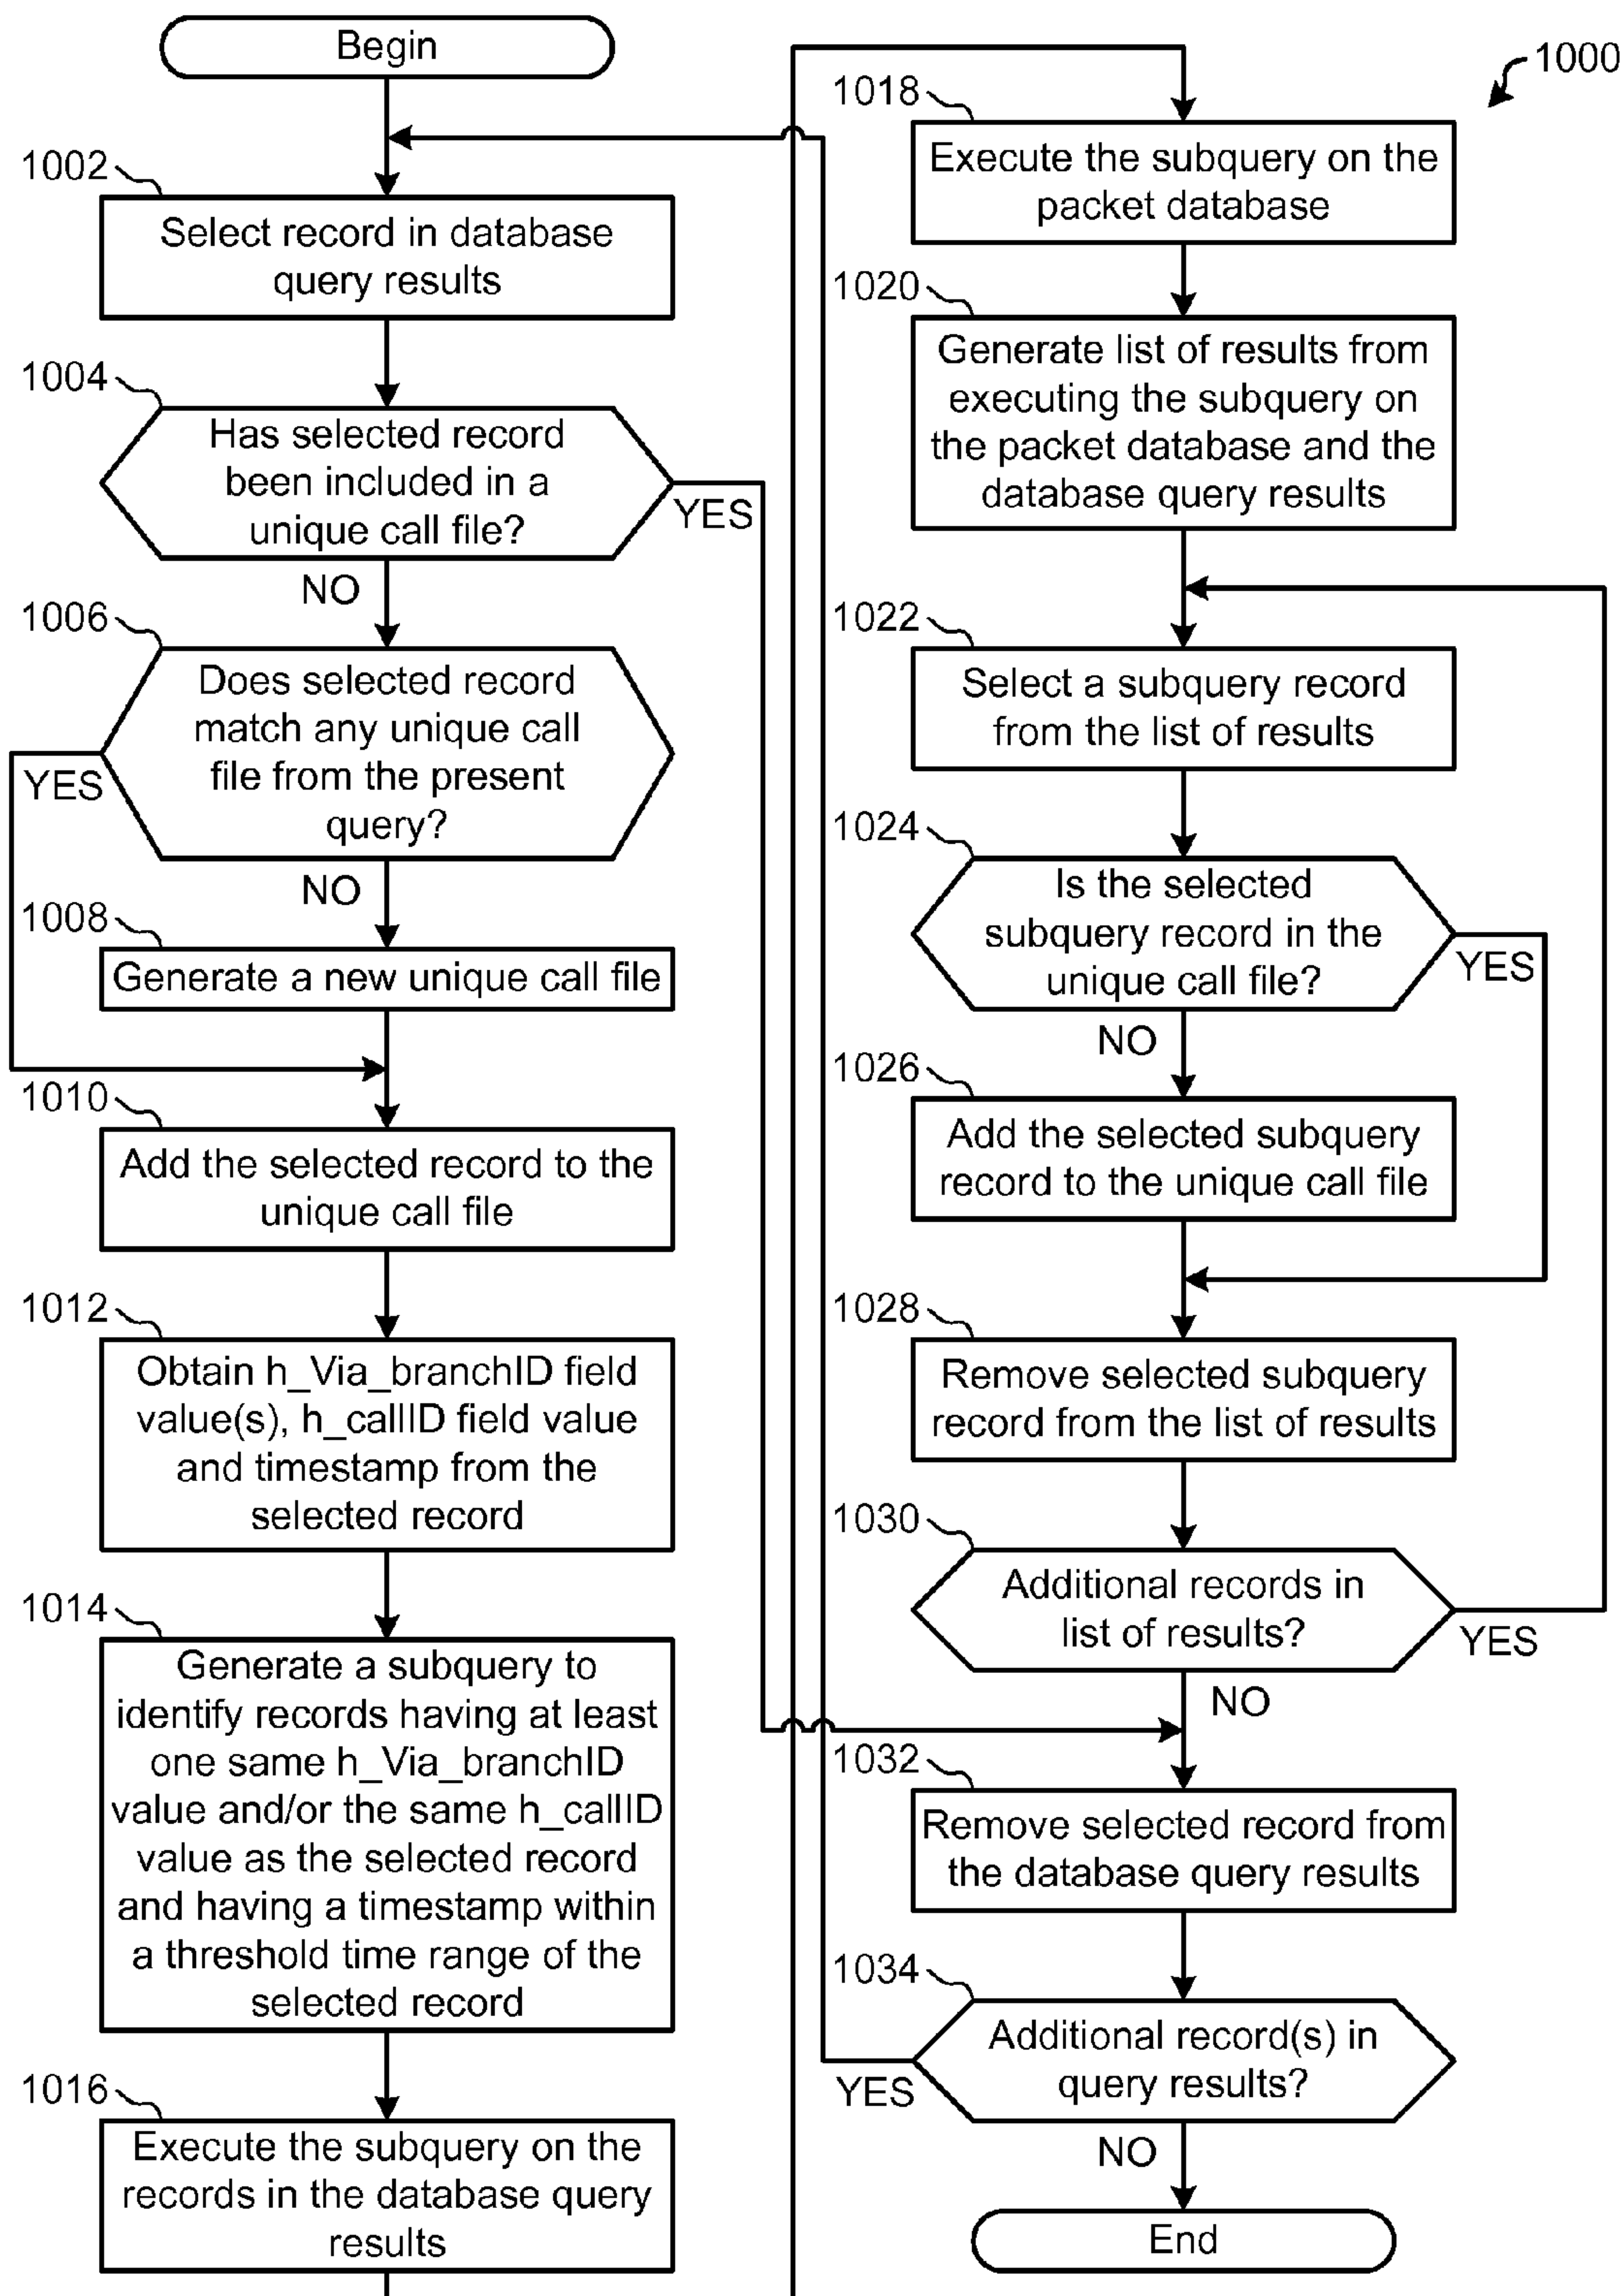 Begin
1002
Select record in database
query results
1004
Has selected record
been included in a
unique call file?
YES
NO
1006
Does selected record
match any unique call
file from the present
query?
YES
NO
1008
Generate a new unique call file
1010
Add the selected record to the
unique call file
1012
Obtain h_Via_branchID field
value(s), h_callID field value
and timestamp from the
selected record
1014
Generate a subquery to
identify records having at least
one same h_Via_branchID
value and/or the same h_callID
value as the selected record
and having a timestamp within
a threshold time range of the
selected record
1016
Execute the subquery on the
records in the database query
results
1000
1018
Execute the subquery on the
packet database
1020
Generate list of results from
executing the subquery on
the packet database and the
database query results
1022
Select a subquery record
from the list of results
1024
Is the selected
subquery record in the
unique call file?
YES
NO
1026
Add the selected subquery
record to the unique call file
1028
Remove selected subquery
record from the list of results
1030
Additional records in
list of results?
YES
NO
1032
Remove selected record from
the database query results
1034
Additional record(s) in
query results?
YES
NO
End